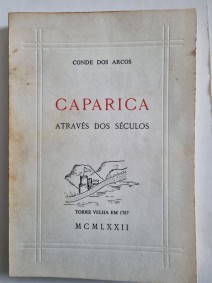 CONDE DOS ARCOS
CAPARICA
ATRAVÉS DOS SÉCULOS
TORRE VELHA EM 1787
MCMLXXII